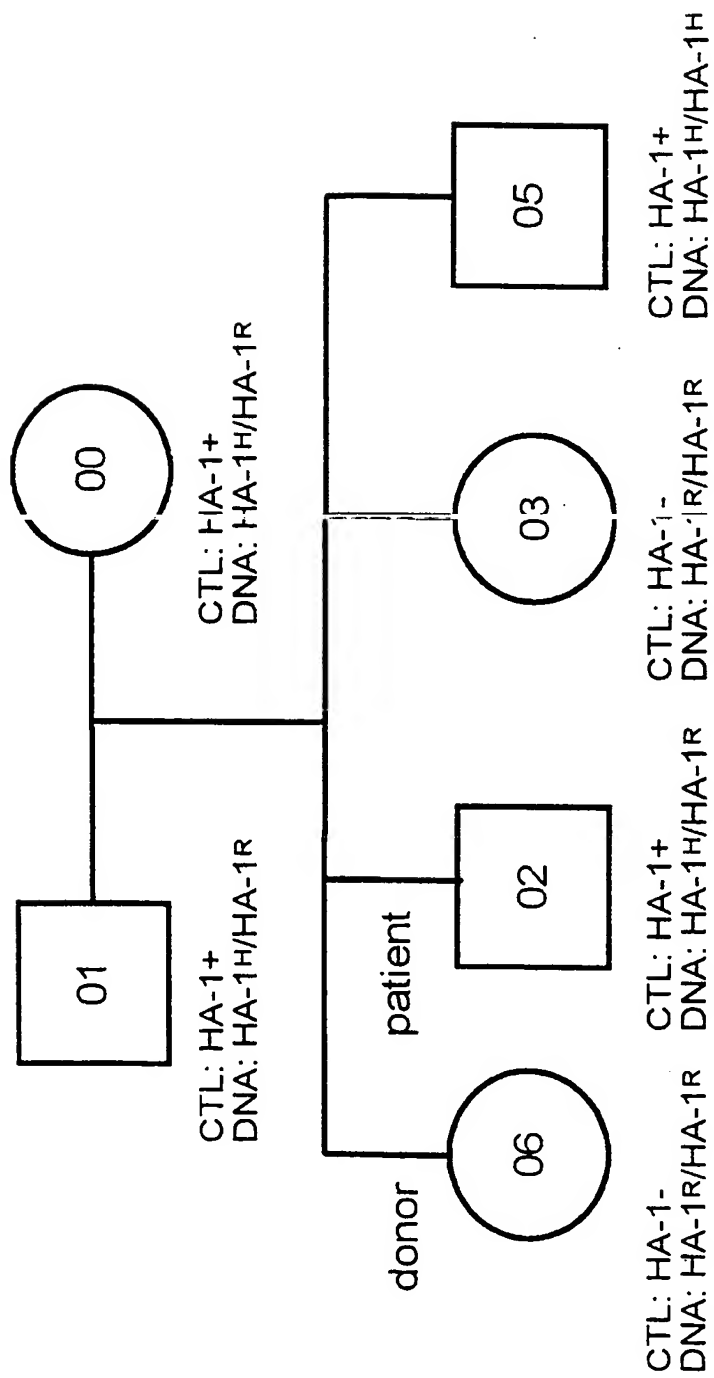 01
00
CTL: HA-1+
DNA: HA-1H/HA-1R
CTL: HA-1+
DNA: HA-1H/HA-1R
donor
patient
06
02
03
05
CTL: HA-1-
DNA: HA-1R/HA-1R
CTL: HA-1+
DNA: HA-1H/HA-1R
CTL: HA-1-
DNA: HA-1R/HA-1R
CTL: HA-1+
DNA: HA-1H/HA-1H